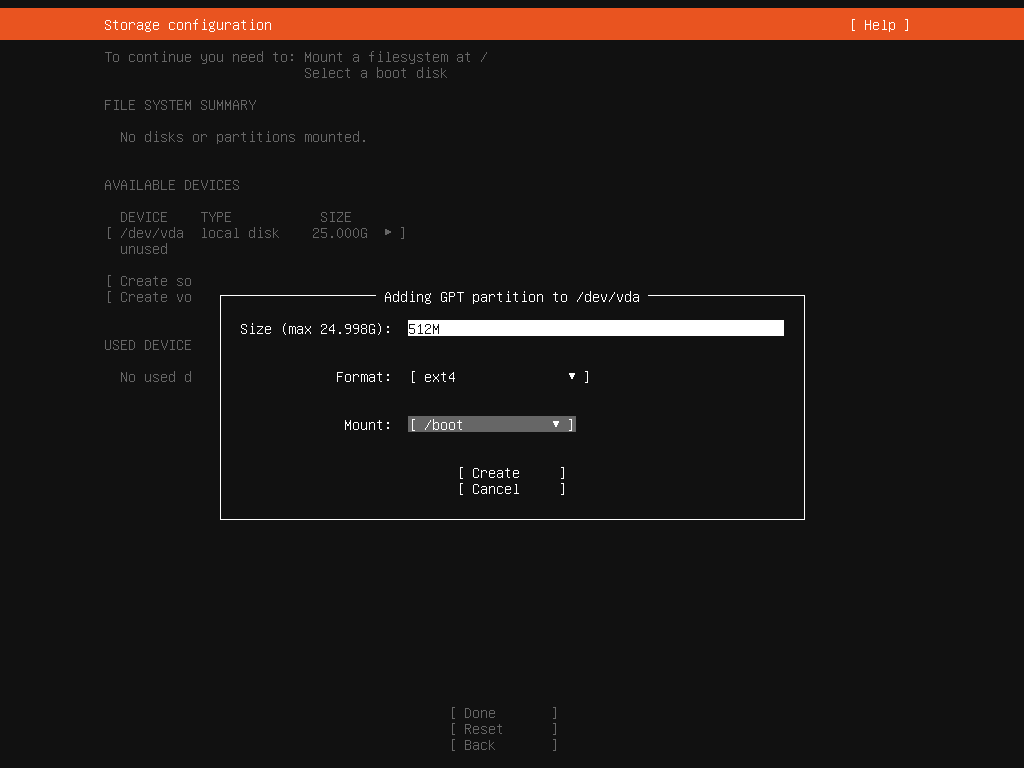 Storage configuration [ Help ]
To continue you need to: Mount a filesystem at /
Select a boot disk
FILE SYSTEM SUMMARY
No disks or partitions mounted.
AVAILABLE DEVICES
DEVICE TYPE SIZE
[ /dev/vda local disk 25.000G ▸ ]
unused
[ Create so
[ Create vo
Adding GPT partition to /dev/vda
Size (max 24.998G): 512M
USED DEVICE
No used d
Format: [ ext4 ▾ ]
Mount: [ /boot ▾ ]
[ Create ]
[ Cancel ]
[ Done ]
[ Reset ]
[ Back ]